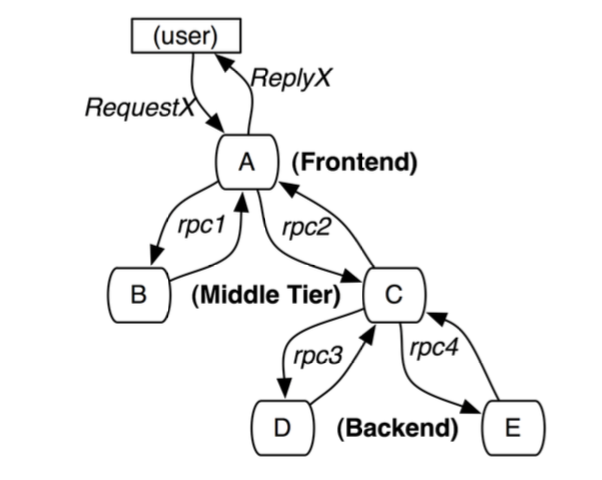 (user)
ReplyX
RequestX
A (Frontend)
rpc1 rpc2
B (Middle Tier) C
rpc3 rpc4
D (Backend) E